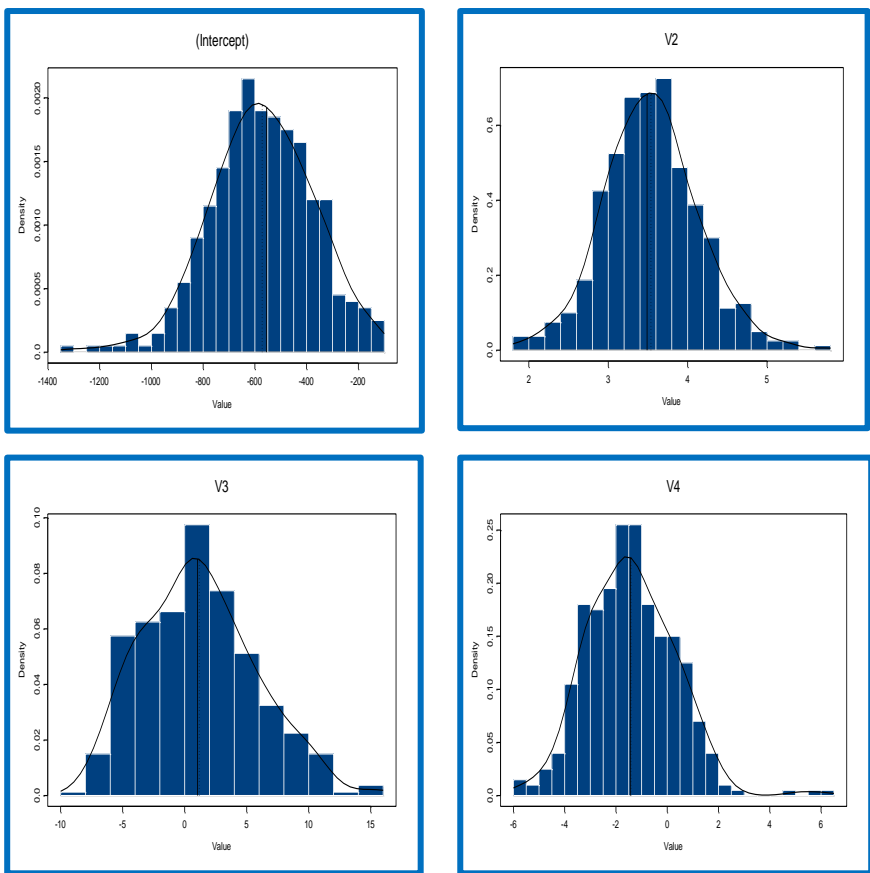 (Intercept)
Density
0.0 0.0005 0.0010 0.0015 0.0020
-1400 -1200 -1000 -800 -600 -400 -200
Value
V2
Density
0.0 0.2 0.4 0.6
2 3 4 5
Value
V3
Density
0.0 0.02 0.04 0.06 0.08 0.10
-10 -5 0 5 10 15
Value
V4
Density
0.0 0.05 0.10 0.15 0.20 0.25
-6 -4 -2 0 2 4 6
Value